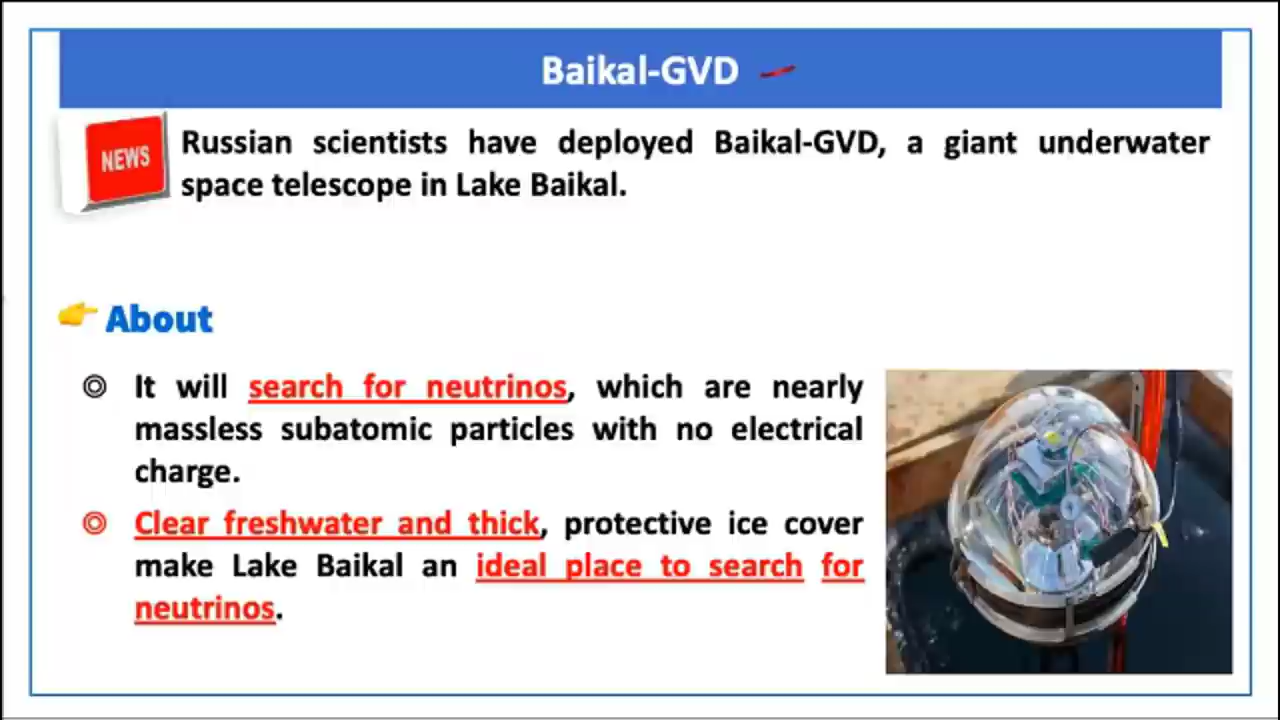 Baikal-GVD
NEWS
Russian scientists have deployed Baikal-GVD, a giant underwater
space telescope in Lake Baikal.
About
It will search for neutrinos, which are nearly
massless subatomic particles with no electrical
charge.
Clear freshwater and thick, protective ice cover
make Lake Baikal an ideal place to search for
neutrinos.